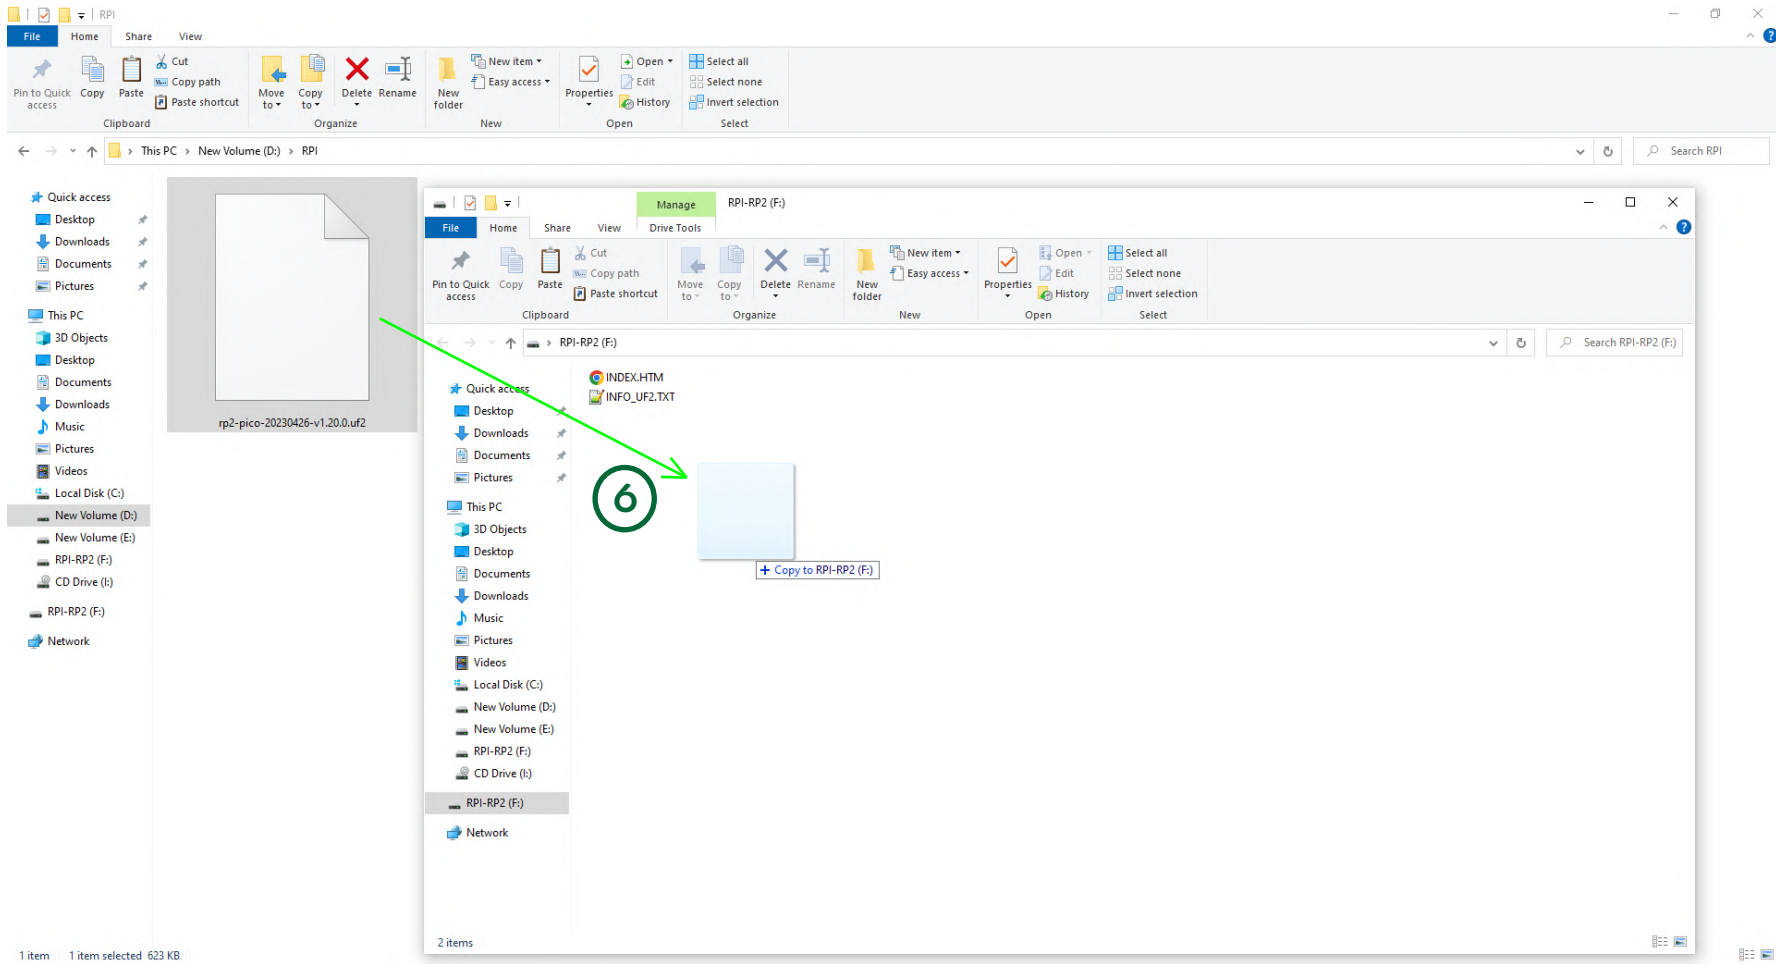 RPI
File Home Share View
Pin to Quick access
Copy
Paste
Cut
Copy path
Paste shortcut
Clipboard
Move to
Copy to
Delete
Rename
Organize
New folder
New item
Easy access
New
Properties
Open
Edit
History
Open
Select all
Select none
Invert selection
Select
This PC > New Volume (D:) > RPI
Search RPI
Quick access
Desktop
Downloads
Documents
Pictures
This PC
3D Objects
Desktop
Documents
Downloads
Music
Pictures
Videos
Local Disk (C:)
New Volume (D:)
New Volume (E:)
RPI-RP2 (F:)
CD Drive (I:)
RPI-RP2 (F:)
Network
rp2-pico-20230426-v1.20.0.uf2
1 item 1 item selected 623 KB
Manage RPI-RP2 (F:)
File Home Share View Drive Tools
Pin to Quick access
Copy
Paste
Cut
Copy path
Paste shortcut
Clipboard
Move to
Copy to
Delete
Rename
Organize
New folder
New item
Easy access
New
Properties
Open
Edit
History
Open
Select all
Select none
Invert selection
Select
RPI-RP2 (F:)
Search RPI-RP2 (F:)
Quick access
Desktop
Downloads
Documents
Pictures
This PC
3D Objects
Desktop
Documents
Downloads
Music
Pictures
Videos
Local Disk (C:)
New Volume (D:)
New Volume (E:)
RPI-RP2 (F:)
CD Drive (I:)
RPI-RP2 (F:)
Network
INDEX.HTM
INFO_UF2.TXT
6
+ Copy to RPI-RP2 (F:)
2 items